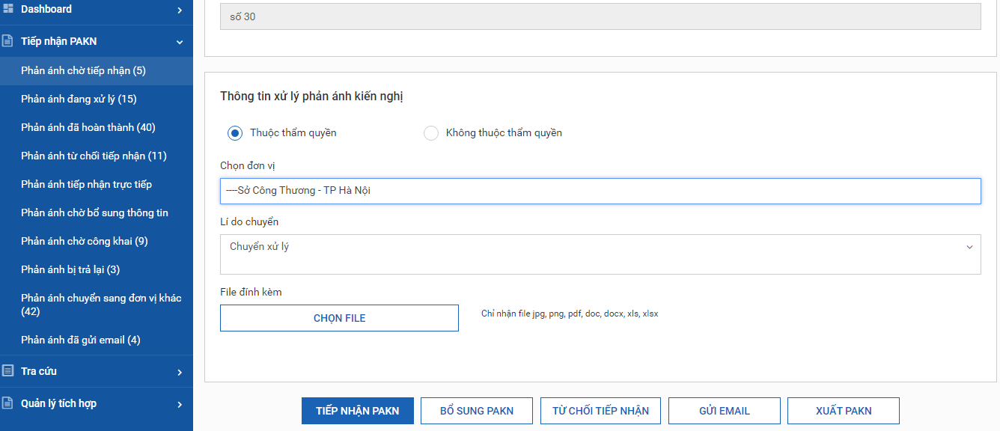 Dashboard
Tiếp nhận PAKN
Phản ánh chờ tiếp nhận (5)
Phản ánh đang xử lý (15)
Phản ánh đã hoàn thành (40)
Phản ánh từ chối tiếp nhận (11)
Phản ánh tiếp nhận trực tiếp
Phản ánh chờ bổ sung thông tin
Phản ánh chờ công khai (9)
Phản ánh bị trả lại (3)
Phản ánh chuyển sang đơn vị khác
(42)
Phản ánh đã gửi email (4)
Tra cứu
Quản lý tích hợp
số 30
Thông tin xử lý phản ánh kiến nghị
Thuộc thẩm quyền
Không thuộc thẩm quyền
Chọn đơn vị
----Sở Công Thương - TP Hà Nội
Lí do chuyển
Chuyển xử lý
File đính kèm
CHỌN FILE
Chỉ nhận file jpg, png, pdf, doc, docx, xls, xlsx
TIẾP NHẬN PAKN
BỔ SUNG PAKN
TỪ CHỐI TIẾP NHẬN
GỬI EMAIL
XUẤT PAKN